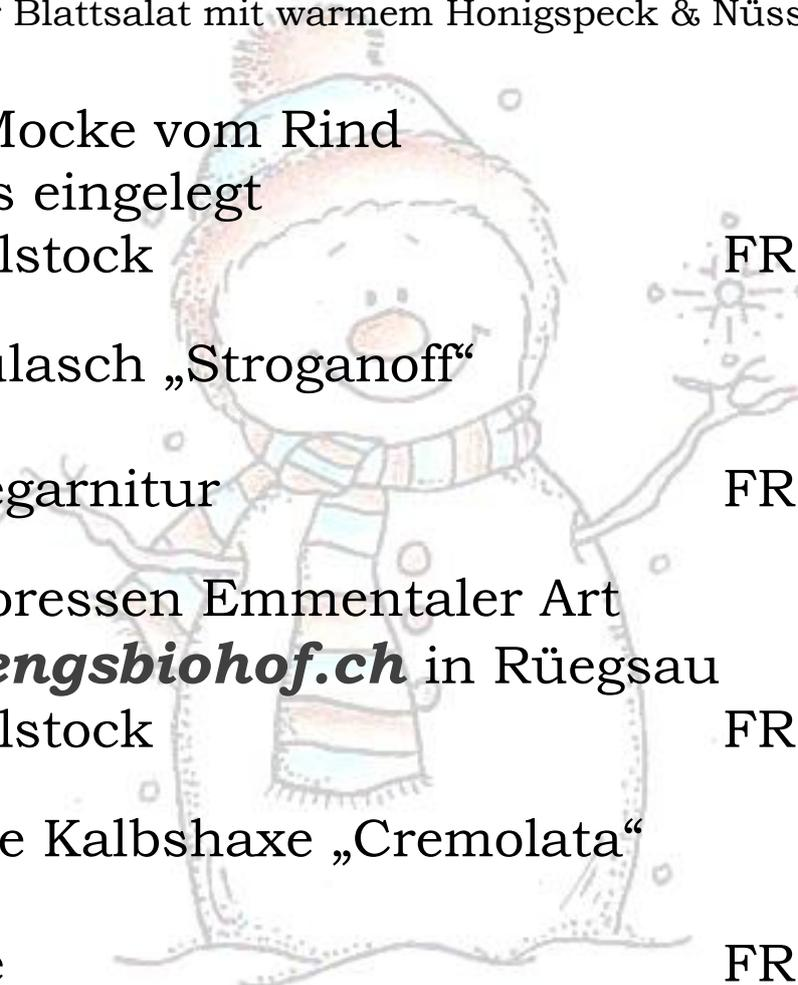 Blattsalat mit warmem Honigspeck & Nüss
Mocke vom Rind
s eingelegt
lstock FR
ulasch „Stroganoff“
egarnitur FR
pressen Emmentaler Art
engsbiohof.ch in Rüegsau
lstock FR
e Kalbshaxe „Cremolata“
e FR